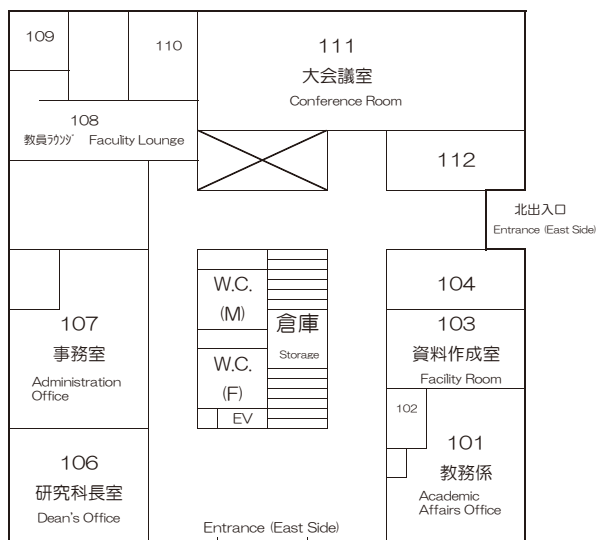 109
110
111
大会議室
Conference Room
108
教員ﾗｳﾝｼﾞ Faculity Lounge
112
北出入口
Entrance (East Side)
W.C.
(M)
倉庫
Storage
W.C.
(F)
EV
104
103
資料作成室
Facility Room
102
101
教務係
Academic
Affairs Office
107
事務室
Administration
Office
106
研究科長室
Dean's Office
Entrance (East Side)